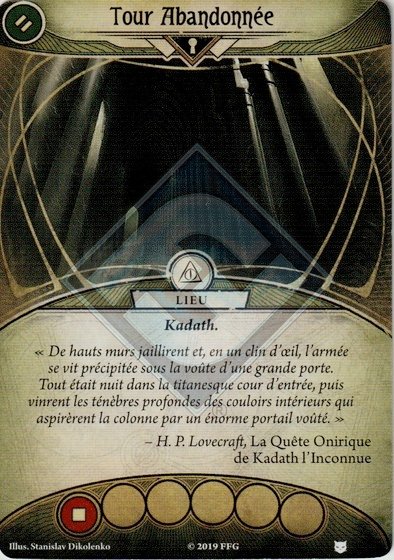 Tour Abandonnée
LIEU
Kadath.
« De hauts murs jaillirent et, en un clin d’œil, l’armée
se vit précipitée sous la voûte d’une grande porte.
Tout était nuit dans la titanesque cour d’entrée, puis
vinrent les ténèbres profondes des couloirs intérieurs qui
aspirèrent la colonne par un énorme portail voûté. »
– H. P. Lovecraft, La Quête Onirique
de Kadath l’Inconnue
Illus. Stanislav Dikolenko
© 2019 FFG